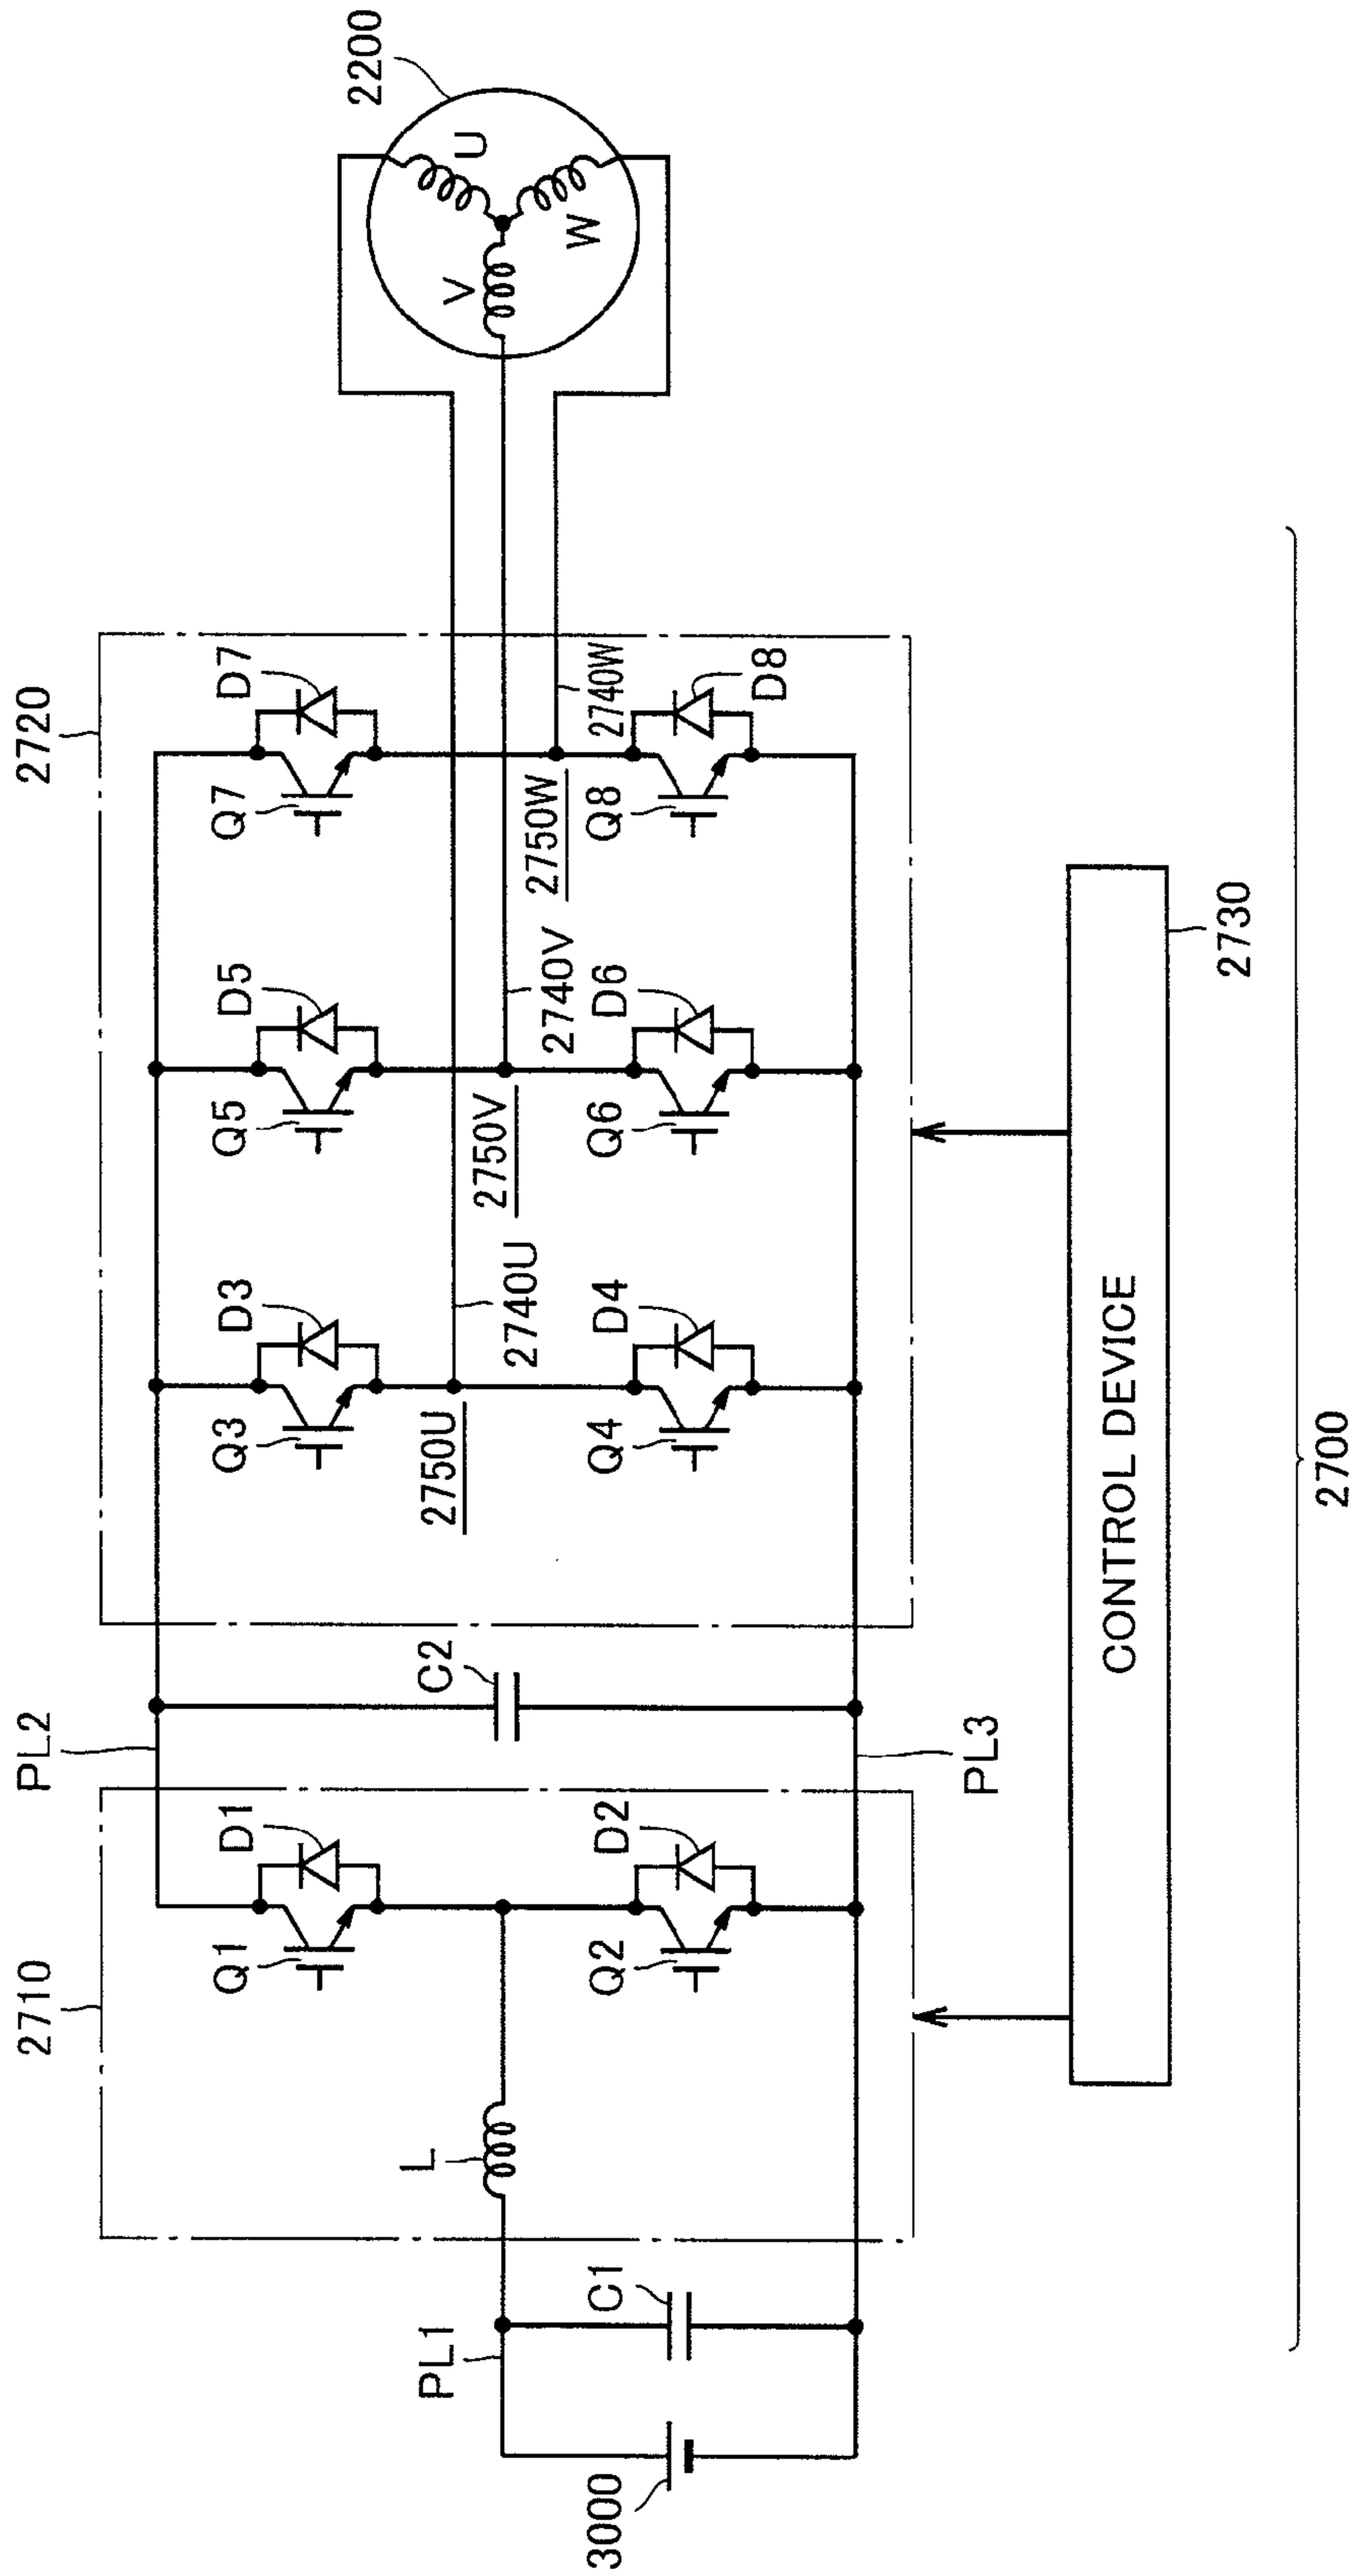 2710
PL2
2720
Q1
D1
Q3
D3
Q5
D5
Q7
D7
2200
PL1
L
C2
2750U
2740U
2750V
2740V
2750W
2740W
V
U
W
3000
C1
Q2
D2
Q4
D4
Q6
D6
Q8
D8
PL3
CONTROL DEVICE
2730
2700